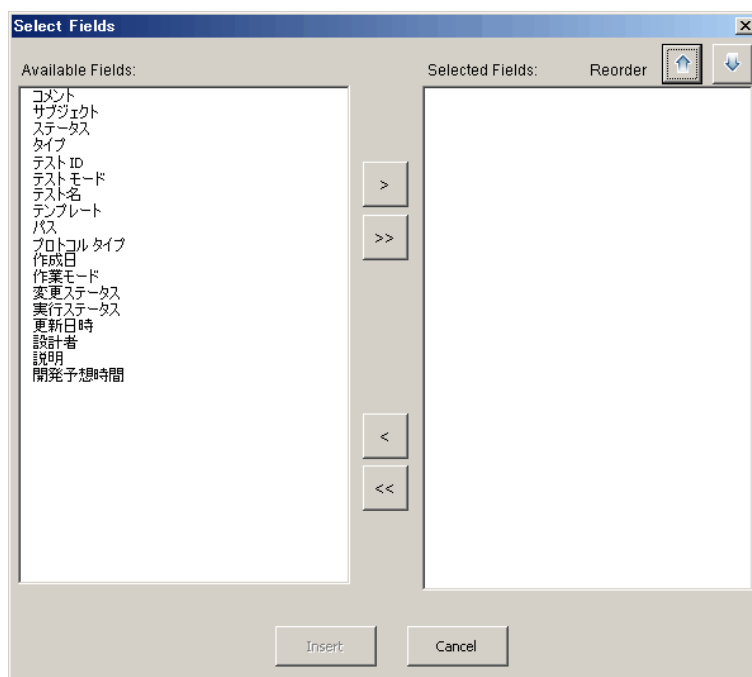 Select Fields
Available Fields:
Selected Fields:
Reorder
コメント
サブジェクト
ステータス
タイプ
テスト ID
テスト モード
テスト名
テンプレート
パス
プロトコル タイプ
作成日
作業モード
変更ステータス
実行ステータス
更新日時
設計者
説明
開発予想時間
>
>>
<
<<
Insert
Cancel